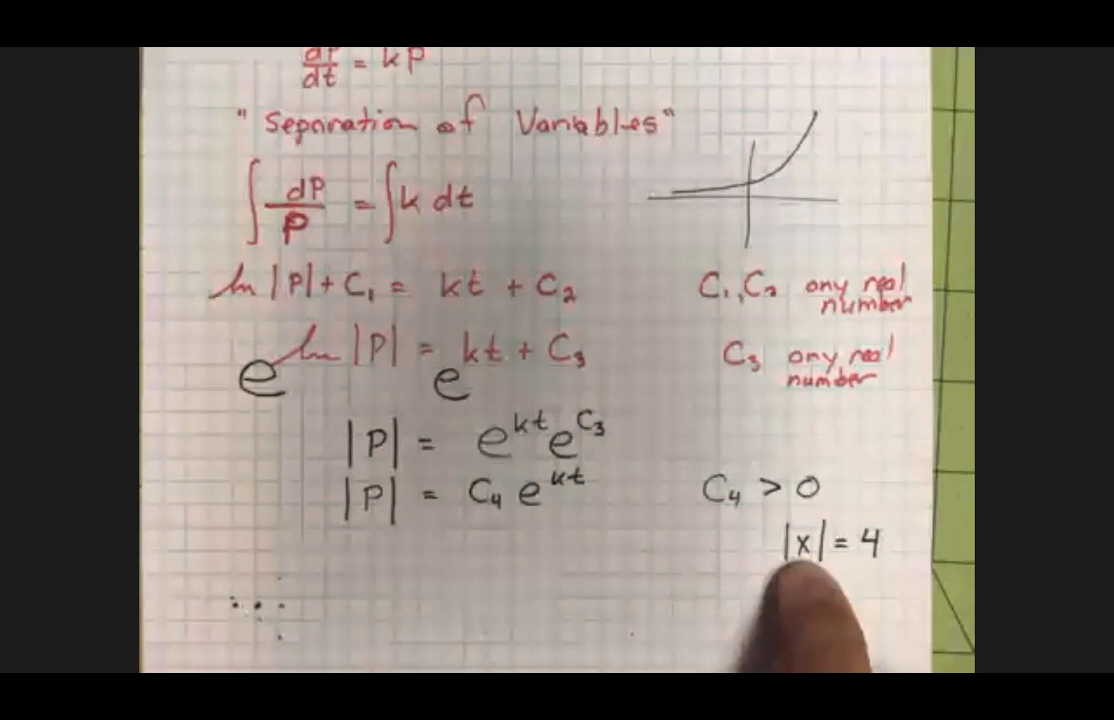 dP/dt = kP
"Separation of Variables"
∫ dP/P = ∫ k dt
ln |P| + C₁ = kt + C₂ C₁, C₂ any real number
e^(ln |P|) = e^(kt + C₃) C₃ any real number
|P| = e^(kt) e^(C₃)
|P| = C₄ e^(kt) C₄ > 0
|x| = 4